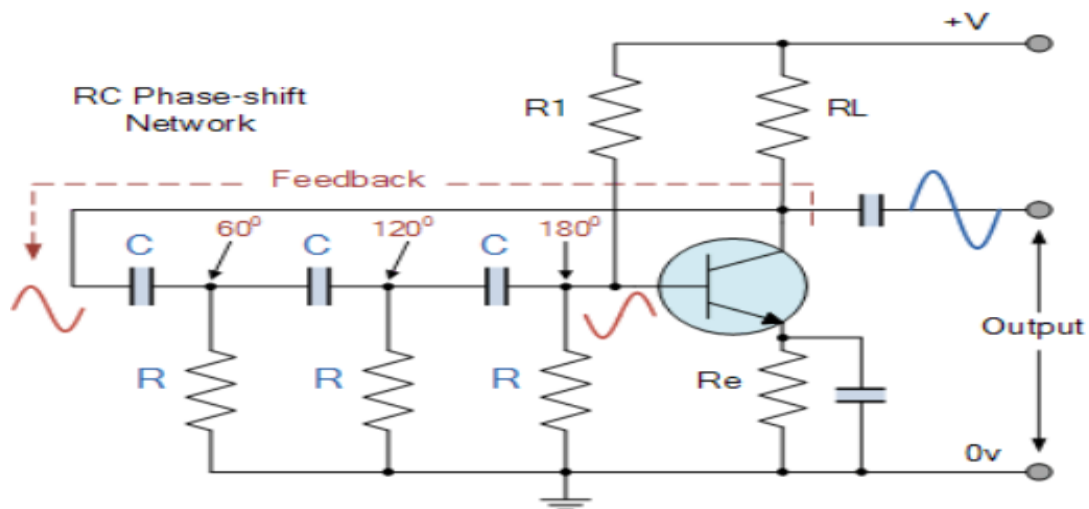 +V
RC Phase-shift
Network
R1
RL
Feedback
60⁰
120⁰
180⁰
C
C
C
Output
R
R
R
Re
0v